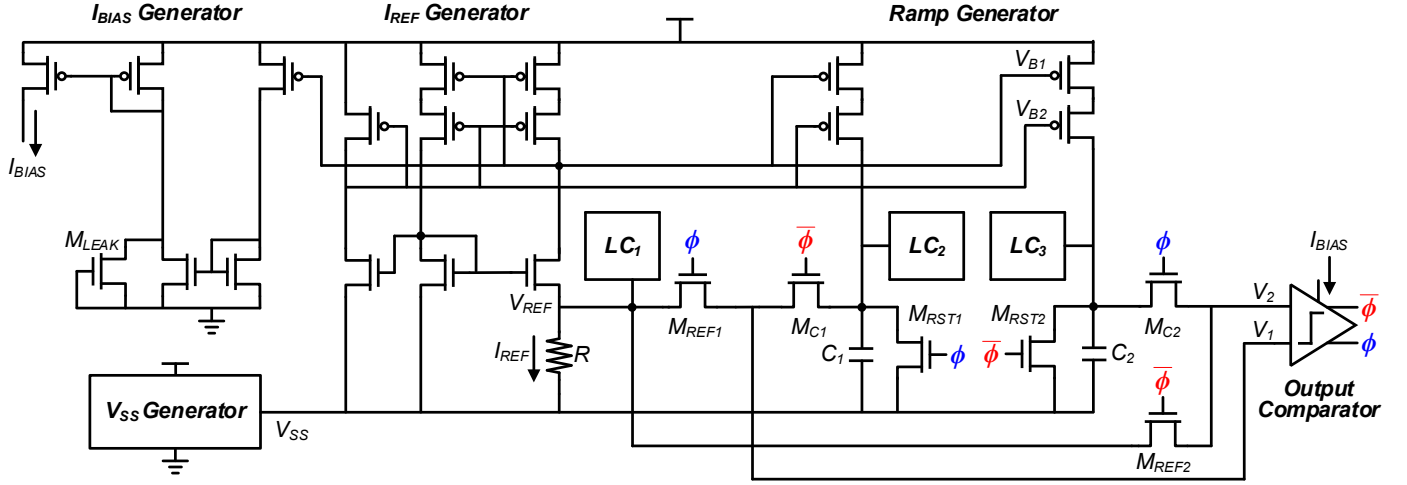 I_BIAS Generator
I_REF Generator
Ramp Generator
V_B1
V_B2
I_BIAS
M_LEAK
LC_1
ϕ
ϕ̅
LC_2
LC_3
ϕ
I_BIAS
V_REF
M_REF1
M_C1
M_RST1
M_RST2
M_C2
V_2
V_1
ϕ̅
ϕ
I_REF
R
C_1
ϕ
ϕ̅
C_2
Output
Comparator
V_SS Generator
V_SS
ϕ̅
M_REF2